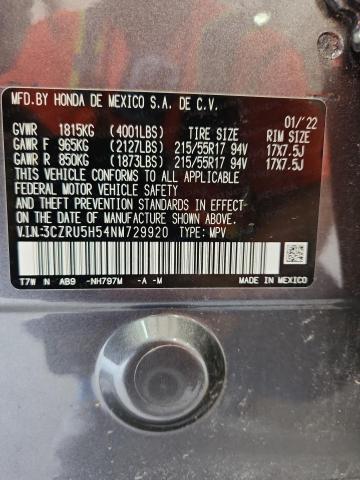 MFD.BY HONDA DE MEXICO S.A. DE C.V.
01/'22
GVWR 1815KG (4001LBS) TIRE SIZE RIM SIZE
GAWR F 965KG (2127LBS) 215/55R17 94V 17X7.5J
GAWR R 850KG (1873LBS) 215/55R17 94V 17X7.5J
THIS VEHICLE CONFORMS TO ALL APPLICABLE
FEDERAL MOTOR VEHICLE SAFETY, BUMPER,
AND THEFT PREVENTION STANDARDS IN EFFECT
ON THE DATE OF MANUFACTURE SHOWN ABOVE.
V.I.N:3CZRU5H54NM729920 TYPE: MPV
T7W N AB9 -NH797M -A -M
MADE IN MEXICO